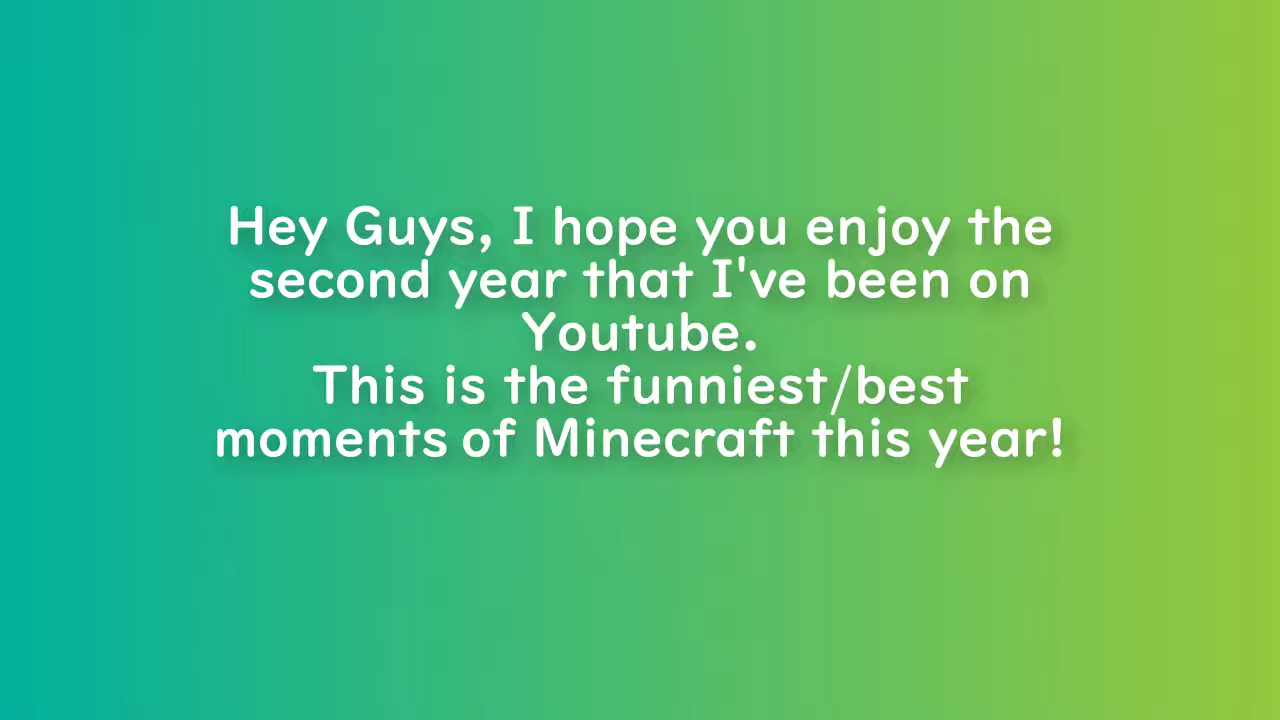 Hey Guys, I hope you enjoy the
second year that I've been on
Youtube.
This is the funniest/best
moments of Minecraft this year!